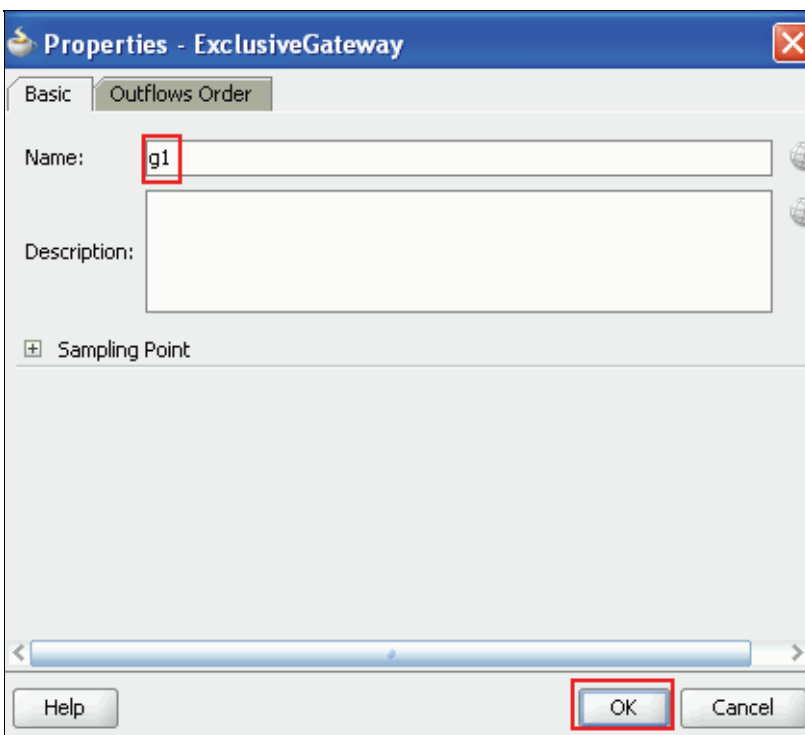 Properties - ExclusiveGateway
Basic Outflows Order
Name: g1
Description:
Sampling Point
Help OK Cancel